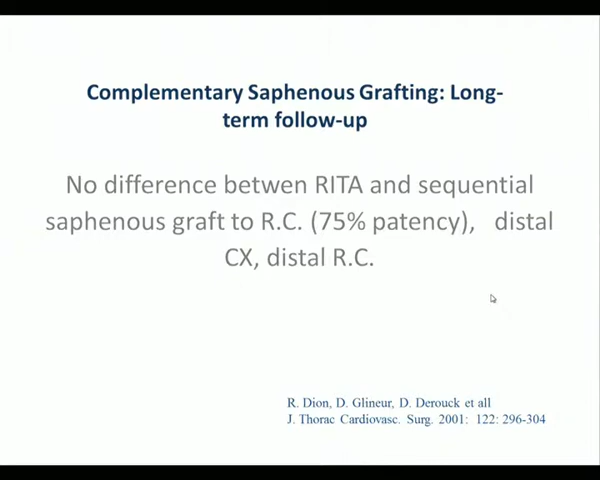 Complementary Saphenous Grafting: Long-
term follow-up
No difference betwen RITA and sequential
saphenous graft to R.C. (75% patency), distal
CX, distal R.C.
R. Dion, D. Glineur, D. Derouck et all
J. Thorac Cardiovasc. Surg. 2001: 122: 296-304